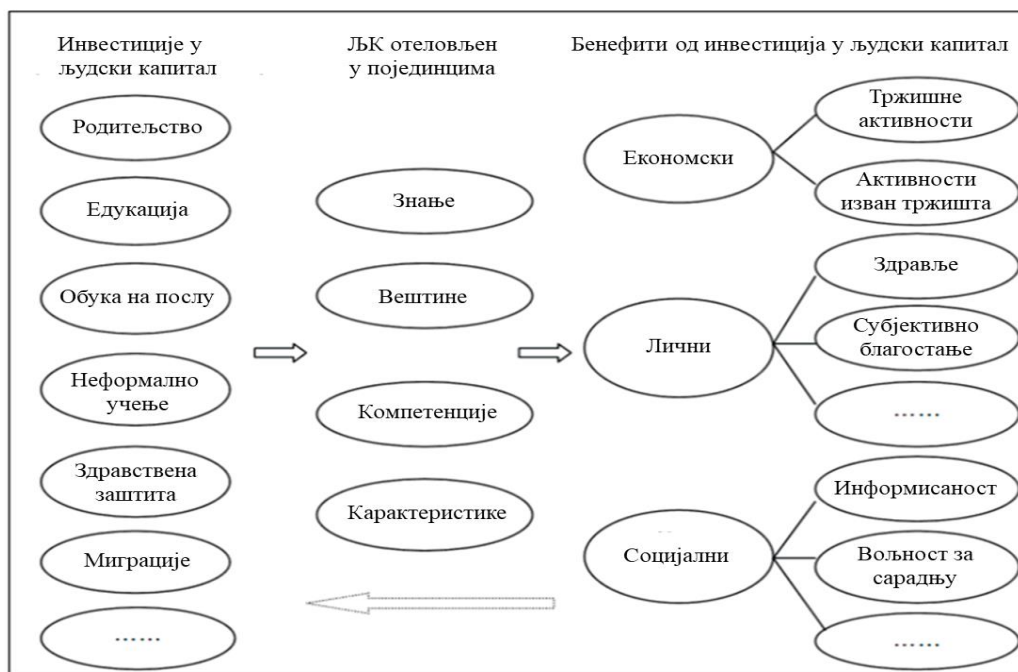 Инвестиције у
људски капитал
Родитељство
Едукација
Обука на послу
Неформално
учење
Здравствена
заштита
Миграције
……
ЉК отеловљен
у појединцима
Знање
Вештине
Компетенције
Карактеристике
Бенефити од инвестиција у људски капитал
Економски
Тржишне
активности
Активности
изван тржишта
Лични
Здравље
Субјективно
благостање
……
Социјални
Информисаност
Вољност за
сарадњу
……